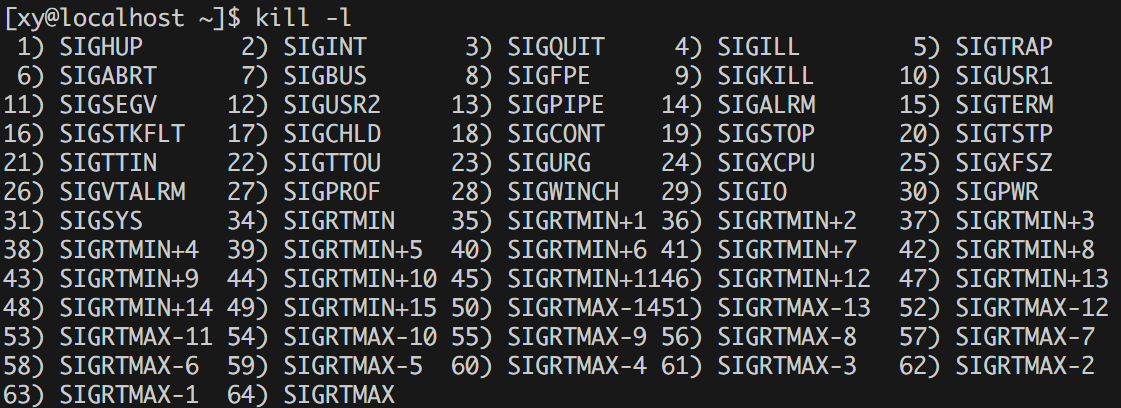 [xy@localhost ~]$ kill -l
 1) SIGHUP       2) SIGINT       3) SIGQUIT      4) SIGILL       5) SIGTRAP
 6) SIGABRT      7) SIGBUS       8) SIGFPE       9) SIGKILL     10) SIGUSR1
11) SIGSEGV     12) SIGUSR2     13) SIGPIPE     14) SIGALRM     15) SIGTERM
16) SIGSTKFLT   17) SIGCHLD     18) SIGCONT     19) SIGSTOP     20) SIGTSTP
21) SIGTTIN     22) SIGTTOU     23) SIGURG      24) SIGXCPU     25) SIGXFSZ
26) SIGVTALRM   27) SIGPROF     28) SIGWINCH    29) SIGIO       30) SIGPWR
31) SIGSYS      34) SIGRTMIN    35) SIGRTMIN+1  36) SIGRTMIN+2  37) SIGRTMIN+3
38) SIGRTMIN+4  39) SIGRTMIN+5  40) SIGRTMIN+6  41) SIGRTMIN+7  42) SIGRTMIN+8
43) SIGRTMIN+9  44) SIGRTMIN+10 45) SIGRTMIN+1146) SIGRTMIN+12  47) SIGRTMIN+13
48) SIGRTMIN+14 49) SIGRTMIN+15 50) SIGRTMAX-1451) SIGRTMAX-13  52) SIGRTMAX-12
53) SIGRTMAX-11 54) SIGRTMAX-10 55) SIGRTMAX-9  56) SIGRTMAX-8  57) SIGRTMAX-7
58) SIGRTMAX-6  59) SIGRTMAX-5  60) SIGRTMAX-4  61) SIGRTMAX-3  62) SIGRTMAX-2
63) SIGRTMAX-1  64) SIGRTMAX